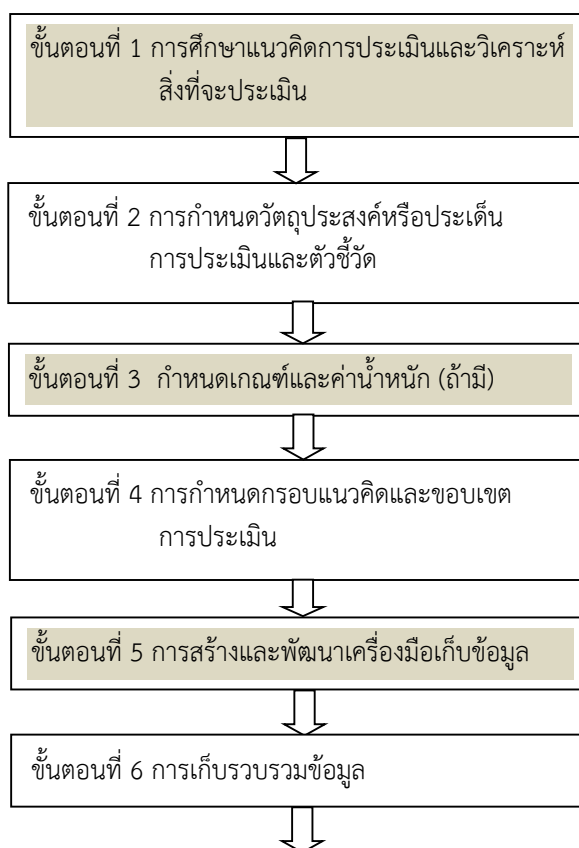 ขั้นตอนที่ 1 การศึกษาแนวคิดการประเมินและวิเคราะห์
สิ่งที่จะประเมิน
ขั้นตอนที่ 2 การกำหนดวัตถุประสงค์หรือประเด็น
การประเมินและตัวชี้วัด
ขั้นตอนที่ 3 กำหนดเกณฑ์และค่าน้ำหนัก (ถ้ามี)
ขั้นตอนที่ 4 การกำหนดกรอบแนวคิดและขอบเขต
การประเมิน
ขั้นตอนที่ 5 การสร้างและพัฒนาเครื่องมือเก็บข้อมูล
ขั้นตอนที่ 6 การเก็บรวบรวมข้อมูล